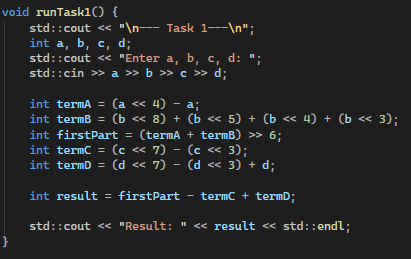 void runTask1() {
    std::cout << "\n--- Task 1---\n";
    int a, b, c, d;
    std::cout << "Enter a, b, c, d: ";
    std::cin >> a >> b >> c >> d;

    int termA = (a << 4) - a;
    int termB = (b << 8) + (b << 5) + (b << 4) + (b << 3);
    int firstPart = (termA + termB) >> 6;
    int termC = (c << 7) - (c << 3);
    int termD = (d << 7) - (d << 3) + d;

    int result = firstPart - termC + termD;

    std::cout << "Result: " << result << std::endl;
}